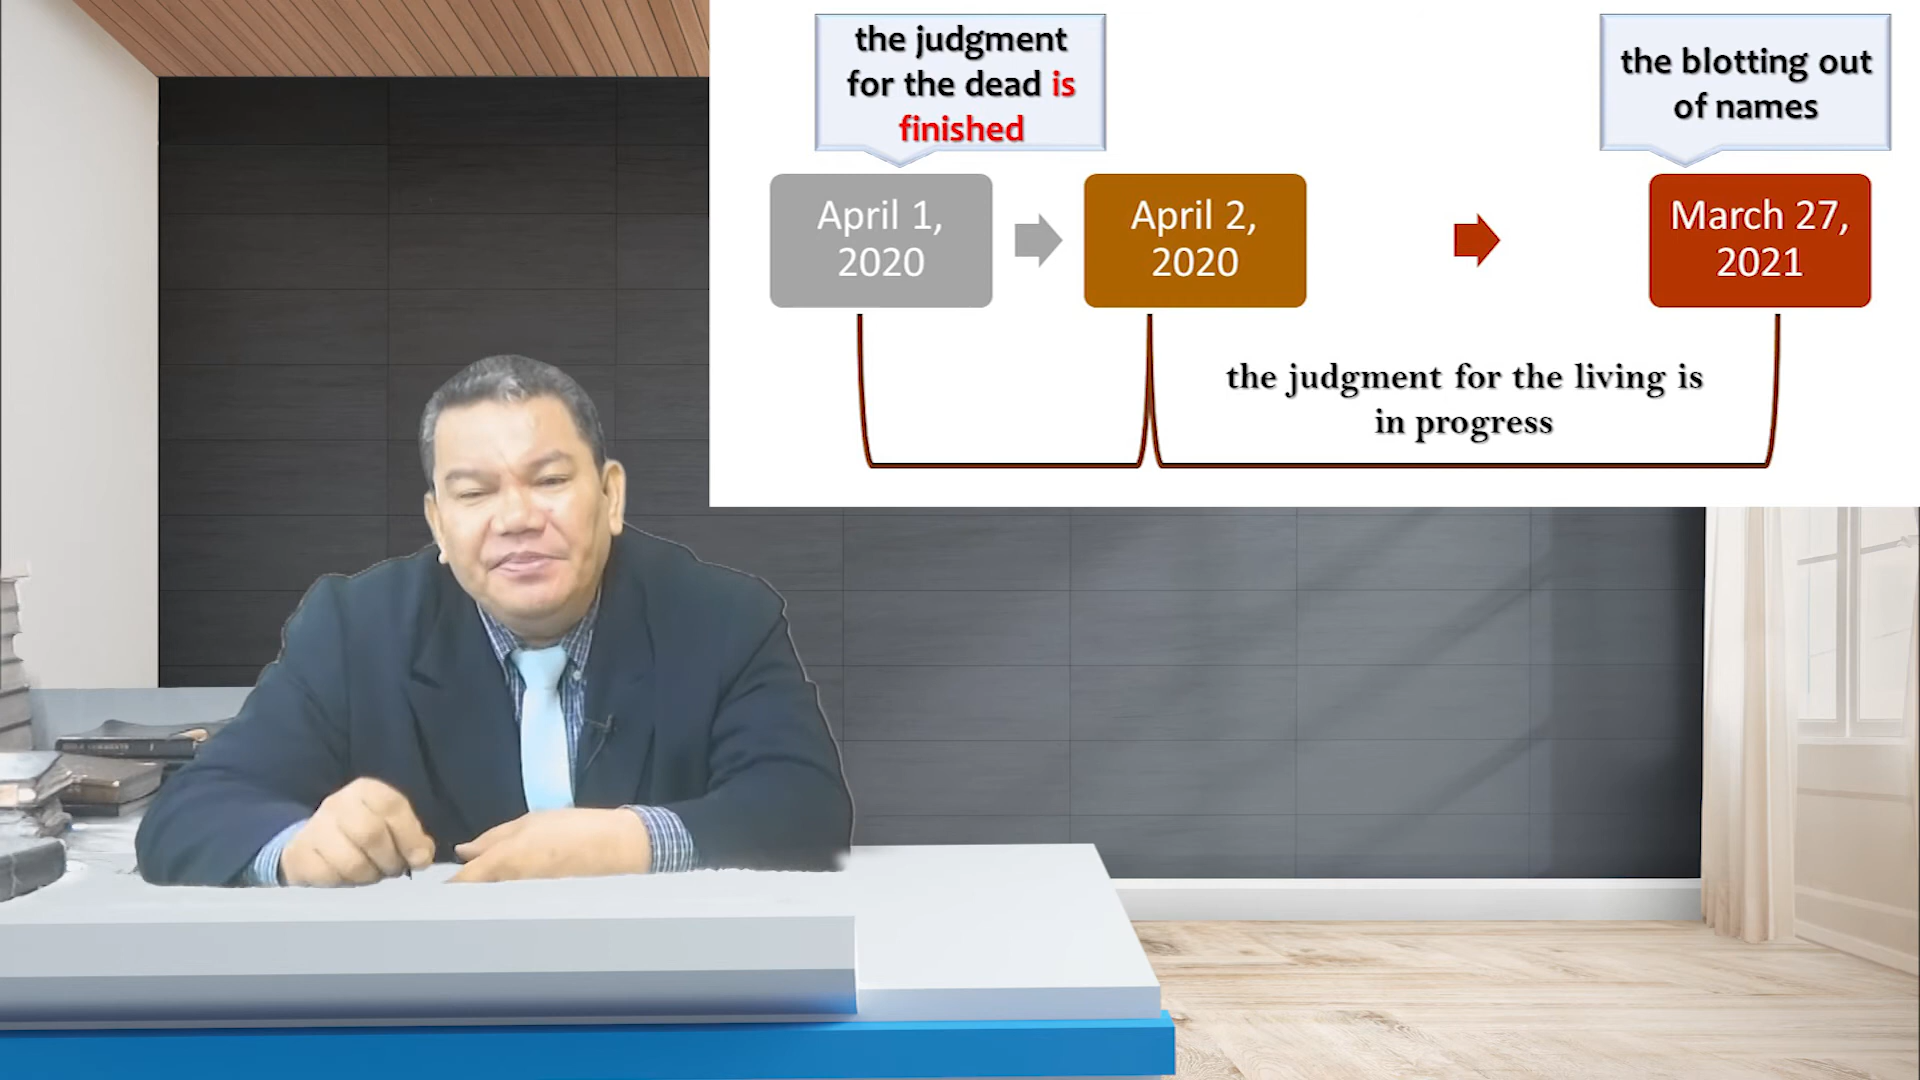 the judgment
for the dead is
finished
the blotting out
of names
April 1,
2020
April 2,
2020
March 27,
2021
the judgment for the living is
in progress